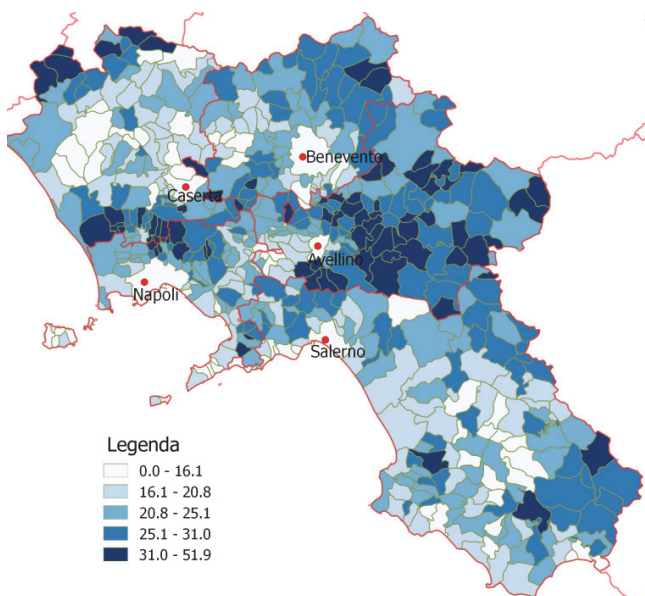 Benevento
Caserta
Avellino
Napoli
Salerno
Legenda
0.0 - 16.1
16.1 - 20.8
20.8 - 25.1
25.1 - 31.0
31.0 - 51.9